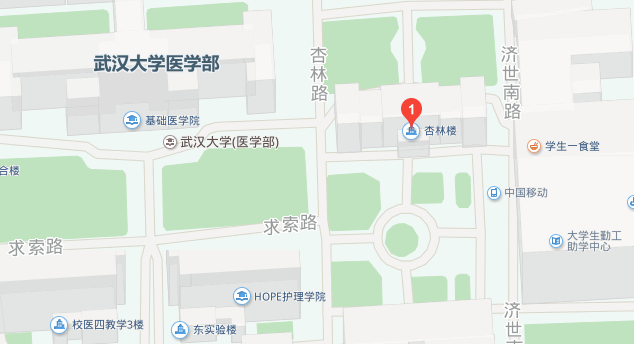 武汉大学医学部
杏林路
济世南路
1
基础医学院
杏林楼
武汉大学(医学部)
学生一食堂
合楼
中国移动
求索路
求索路
大学生勤工
助学中心
HOPE护理学院
济世
校医四教学3楼
东实验楼